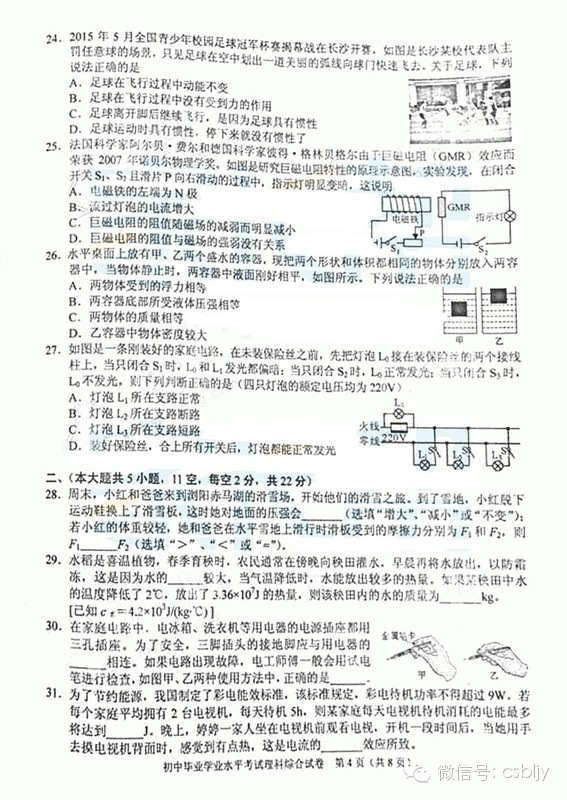 24. 2015 年 5 月全国青少年校园足球冠军杯赛揭幕战在长沙开赛，如图是长沙某校代表队主
罚任意球的场景，只见足球在空中划出一道美丽的弧线向球门快速飞去。关于足球，下列
说法正确的是
A．足球在飞行过程中动能不变
B．足球在飞行过程中没有受到力的作用
C．足球离开脚后继续飞行，是因为足球具有惯性
D．足球运动时具有惯性，停下来就没有惯性了
25. 法国科学家阿尔贝・费尔和德国科学家彼得・格林贝格尔由于巨磁电阻（GMR）效应而
荣获 2007 年诺贝尔物理学奖。如图是研究巨磁电阻特性的原理示意图，实验发现，在闭合
开关 S₁、S₂ 且滑片 P 向右滑动的过程中，指示灯明显变暗，这说明
A．电磁铁的左端为 N 极
B．流过灯泡的电流增大
C．巨磁电阻的阻值随磁场的减弱而明显减小
D．巨磁电阻的阻值与磁场的强弱没有关系
电磁铁
GMR
指示灯
P
S₁
S₂
26. 水平桌面上放有甲、乙两个盛水的容器，现把两个形状和体积都相同的物体分别放入两容
器中，当物体静止时，两容器中液面刚好相平，如图所示，下列说法正确的是
A．两物体受到的浮力相等
B．两容器底部所受液体压强相等
C．两物体的质量相等
D．乙容器中物体密度较大
甲 乙
27. 如图是一条刚装好的家庭电路，在未装保险丝之前，先把灯泡 L₀ 接在装保险丝的两个接线
柱上，当只闭合 S₁ 时，L₀ 和 L₁ 发光都偏暗；当只闭合 S₂ 时，L₀ 正常发光；当只闭合 S₃ 时，
L₀ 不发光。则下列判断正确的是（四只灯泡的额定电压均为 220V）
A．灯泡 L₁ 所在支路正常
B．灯泡 L₂ 所在支路断路
C．灯泡 L₃ 所在支路短路
D．装好保险丝，合上所有开关后，灯泡都能正常发光
火线
零线
220V
二、（本大题共 5 小题，11 空，每空 2 分，共 22 分）
28. 周末，小红和爸爸来到浏阳赤马湖的滑雪场，开始他们的滑雪之旅。到了雪地，小红脱下
运动鞋换上了滑雪板，这时她对地面的压强会______（选填“增大”、“减小”或“不变”）；
若小红的体重较轻，她和爸爸在水平雪地上滑行时滑板受到的摩擦力分别为 F₁ 和 F₂，则
F₁______F₂（选填“>”、“<”或“=”）。
29. 水稻是喜温植物，春季育秧时，农民通常在傍晚向秧田灌水，早晨再将水放出，以防霜
冻，这是因为水的______较大，当气温降低时，水能放出较多的热量。如果某秧田中水
的温度降低了 2℃，放出了 3.36×10⁷J 的热量，则该秧田内的水的质量为______kg。
[已知 c水＝4.2×10³J/(kg·℃)]
30. 在家庭电路中，电冰箱、洗衣机等用电器的电源插座都用
三孔插座。为了安全，三脚插头的接地脚应与用电器的
______相连。如果电路出现故障，电工师傅一般会用试电
笔进行检查，如图甲、乙两种使用方法中，正确的是______.
金属笔卡
甲 乙
31. 为了节约能源，我国制定了彩电能效标准，该标准规定，彩电待机功率不得超过 9W。若
每个家庭平均拥有 2 台电视机，每天待机 5h，则某家庭每天电视机待机消耗的电能最多
将达到______J。晚上，婷婷一家人坐在电视机前观看电视，开机一段时间后，当她用手
去摸电视机背面时，感觉到有点热，这是电流的______效应所致。
初中毕业学业水平考试理科综合试卷 第 4 页（共 8 页）
微信号: csbljy